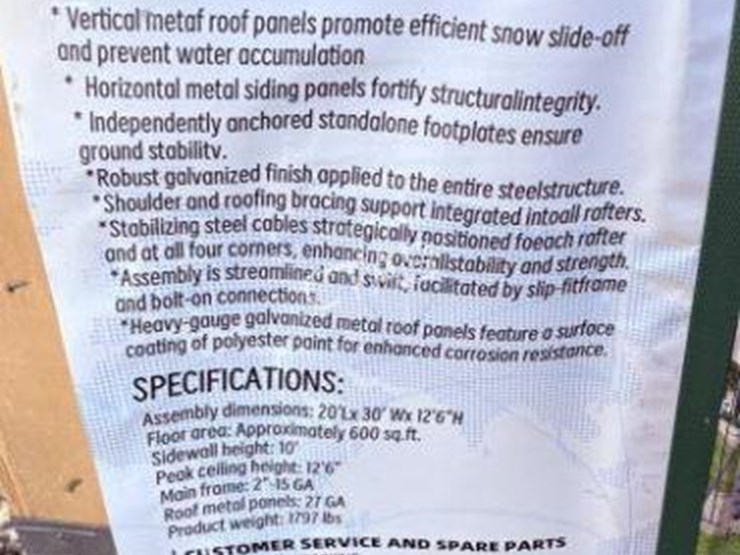 * Vertical metaf roof panels promote efficient snow slide-off
and prevent water accumulation
* Horizontal metal siding panels fortify structuralintegrity.
* Independently anchored standalone footplates ensure
ground stability.
*Robust galvanized finish applied to the entire steelstructure.
*Shoulder and roofing bracing support integrated intoall rafters.
*Stabilizing steel cables strategically positioned foeach rafter
and at all four corners, enhancing overallstability and strength.
*Assembly is streamlined and swift, facilitated by slip-fitframe
and bolt-on connections.
*Heavy-gauge galvanized metal roof panels feature a surface
coating of polyester paint for enhanced corrosion resistance.
SPECIFICATIONS:
Assembly dimensions: 20'Lx 30' Wx 12'6"H
Floor area: Approximately 600 sq.ft.
Sidewall height: 10'
Peak ceiling height: 12'6"
Main frame: 2"-15 GA
Roof metal panels: 27 GA
Product weight: 1797 lbs
CUSTOMER SERVICE AND SPARE PARTS